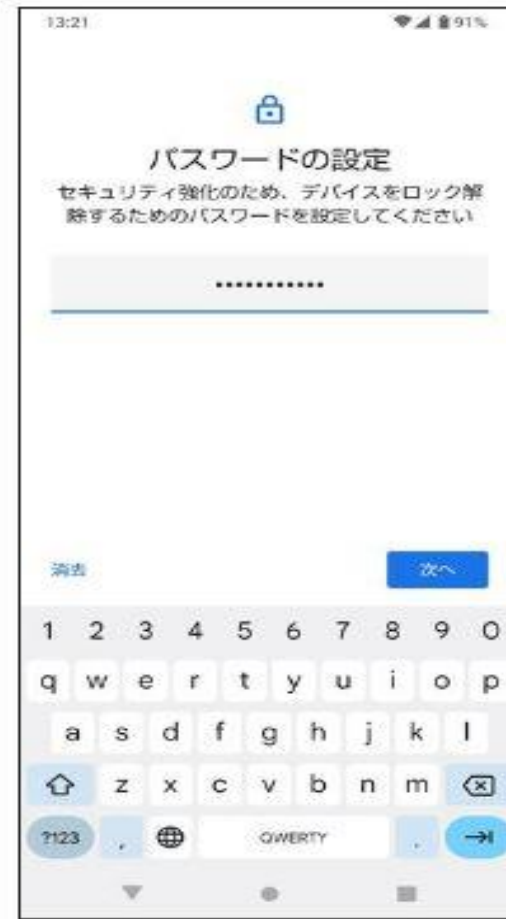 13:21 91%
パスワードの設定
セキュリティ強化のため、デバイスをロック解
除するためのパスワードを設定してください
•••••••••••
消去 次へ
1 2 3 4 5 6 7 8 9 0
q w e r t y u i o p
a s d f g h j k l
z x c v b n m
?123 , QWERTY .